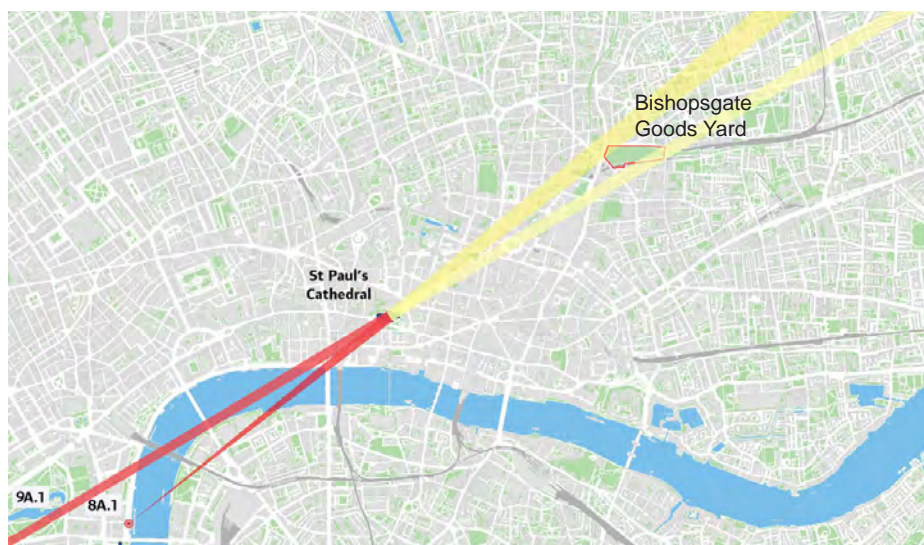 Bishopsgate
Goods Yard
St Paul's
Cathedral
9A.1
8A.1